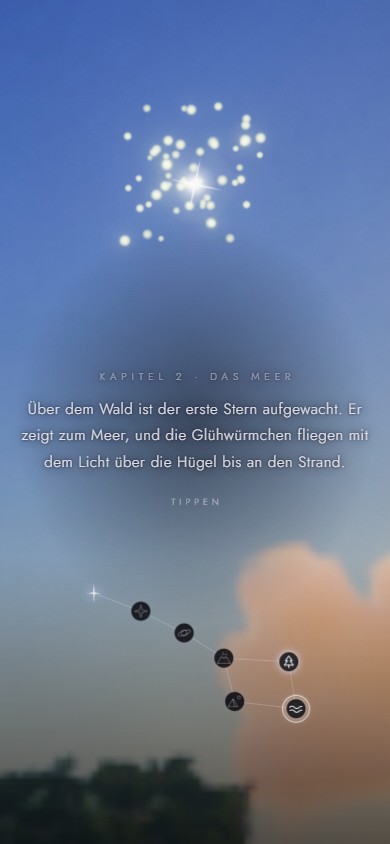 KAPITEL 2 · DAS MEER
Über dem Wald ist der erste Stern aufgewacht. Er
zeigt zum Meer, und die Glühwürmchen fliegen mit
dem Licht über die Hügel bis an den Strand.
TIPPEN